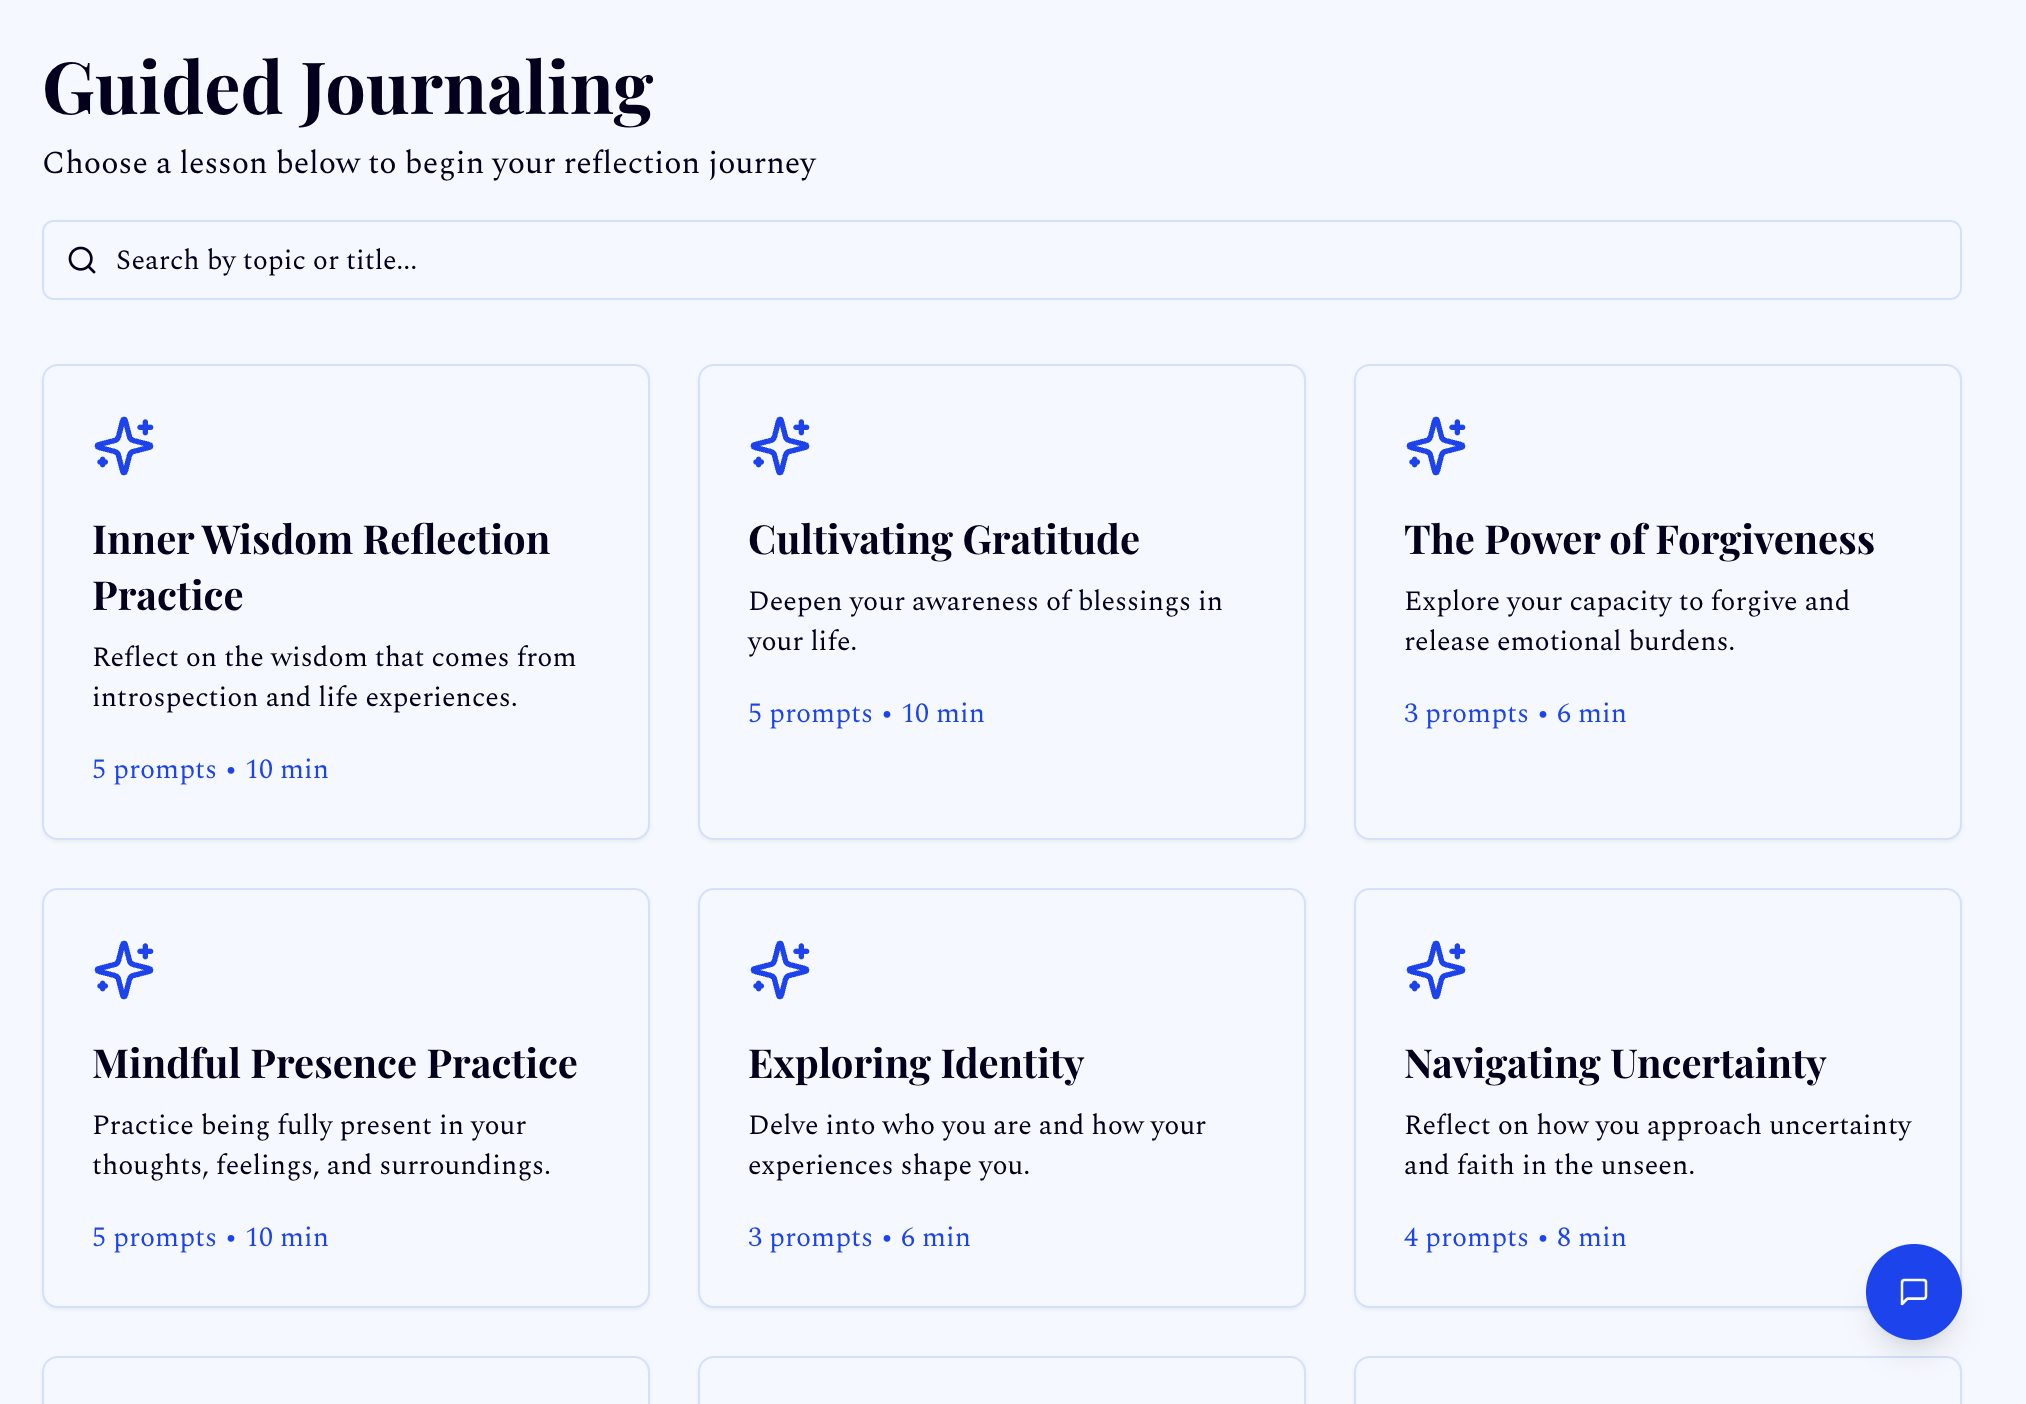 Guided Journaling
Choose a lesson below to begin your reflection journey
Search by topic or title...
Inner Wisdom Reflection
Practice
Reflect on the wisdom that comes from
introspection and life experiences.
5 prompts • 10 min
Cultivating Gratitude
Deepen your awareness of blessings in
your life.
5 prompts • 10 min
The Power of Forgiveness
Explore your capacity to forgive and
release emotional burdens.
3 prompts • 6 min
Mindful Presence Practice
Practice being fully present in your
thoughts, feelings, and surroundings.
5 prompts • 10 min
Exploring Identity
Delve into who you are and how your
experiences shape you.
3 prompts • 6 min
Navigating Uncertainty
Reflect on how you approach uncertainty
and faith in the unseen.
4 prompts • 8 min